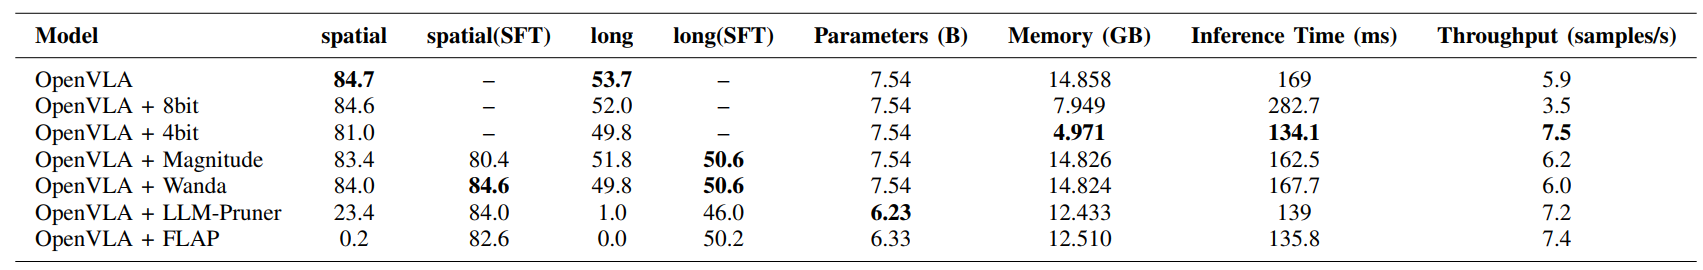 Model spatial spatial(SFT) long long(SFT) Parameters (B) Memory (GB) Inference Time (ms) Throughput (samples/s)
OpenVLA 84.7 – 53.7 – 7.54 14.858 169 5.9
OpenVLA + 8bit 84.6 – 52.0 – 7.54 7.949 282.7 3.5
OpenVLA + 4bit 81.0 – 49.8 – 7.54 4.971 134.1 7.5
OpenVLA + Magnitude 83.4 80.4 51.8 50.6 7.54 14.826 162.5 6.2
OpenVLA + Wanda 84.0 84.6 49.8 50.6 7.54 14.824 167.7 6.0
OpenVLA + LLM-Pruner 23.4 84.0 1.0 46.0 6.23 12.433 139 7.2
OpenVLA + FLAP 0.2 82.6 0.0 50.2 6.33 12.510 135.8 7.4